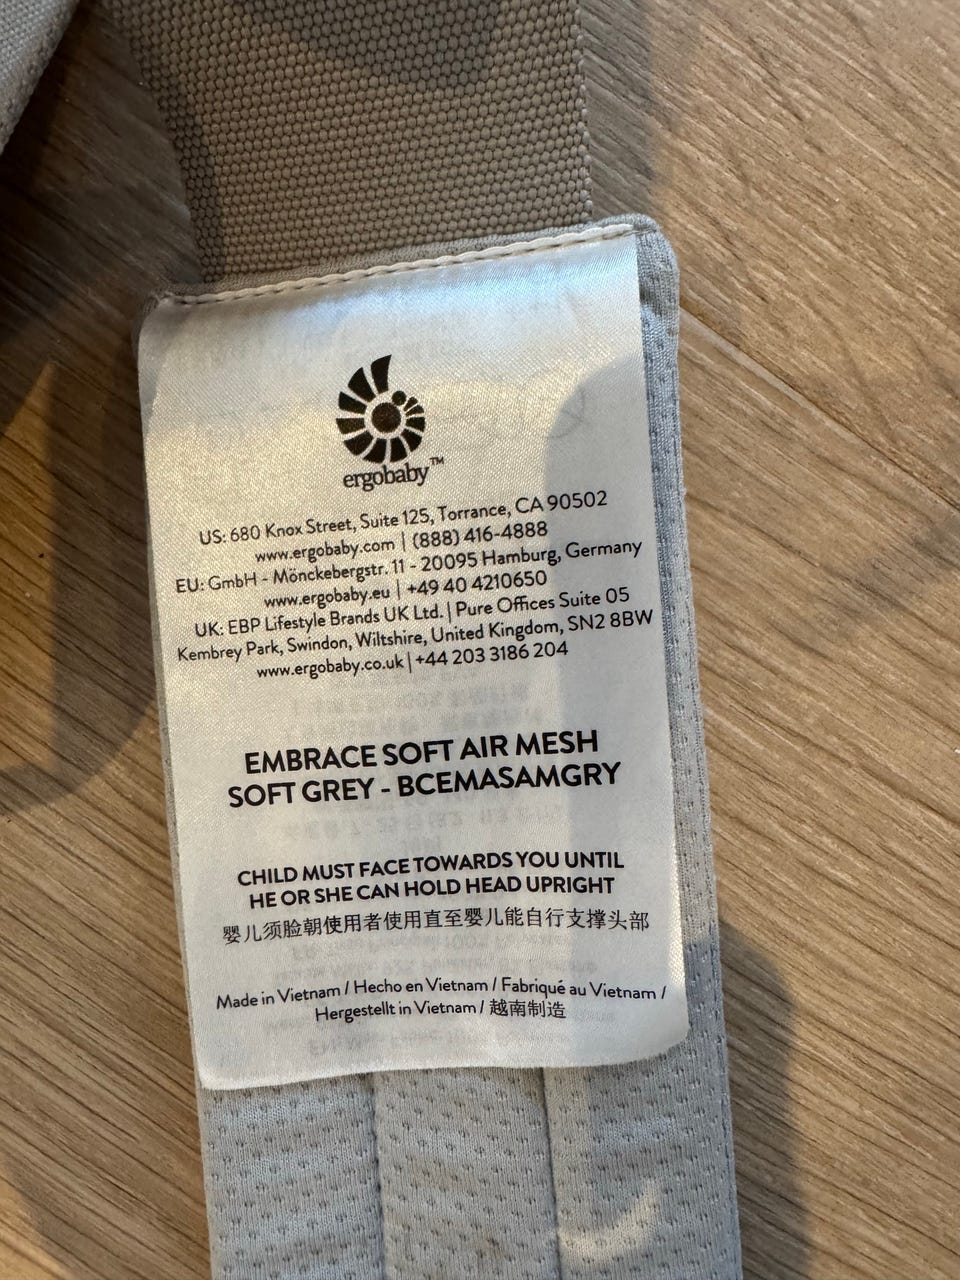 ergobaby™
US: 680 Knox Street, Suite 125, Torrance, CA 90502
www.ergobaby.com | (888) 416-4888
EU: GmbH - Mönckebergstr. 11 - 20095 Hamburg, Germany
www.ergobaby.eu | +49 40 4210650
UK: EBP Lifestyle Brands UK Ltd. | Pure Offices Suite 05
Kembrey Park, Swindon, Wiltshire, United Kingdom, SN2 8BW
www.ergobaby.co.uk | +44 203 3186 204
EMBRACE SOFT AIR MESH
SOFT GREY - BCEMASAMGRY
CHILD MUST FACE TOWARDS YOU UNTIL
HE OR SHE CAN HOLD HEAD UPRIGHT
婴儿须脸朝使用者使用直至婴儿能自行支撑头部
Made in Vietnam / Hecho en Vietnam / Fabriqué au Vietnam /
Hergestellt in Vietnam / 越南制造